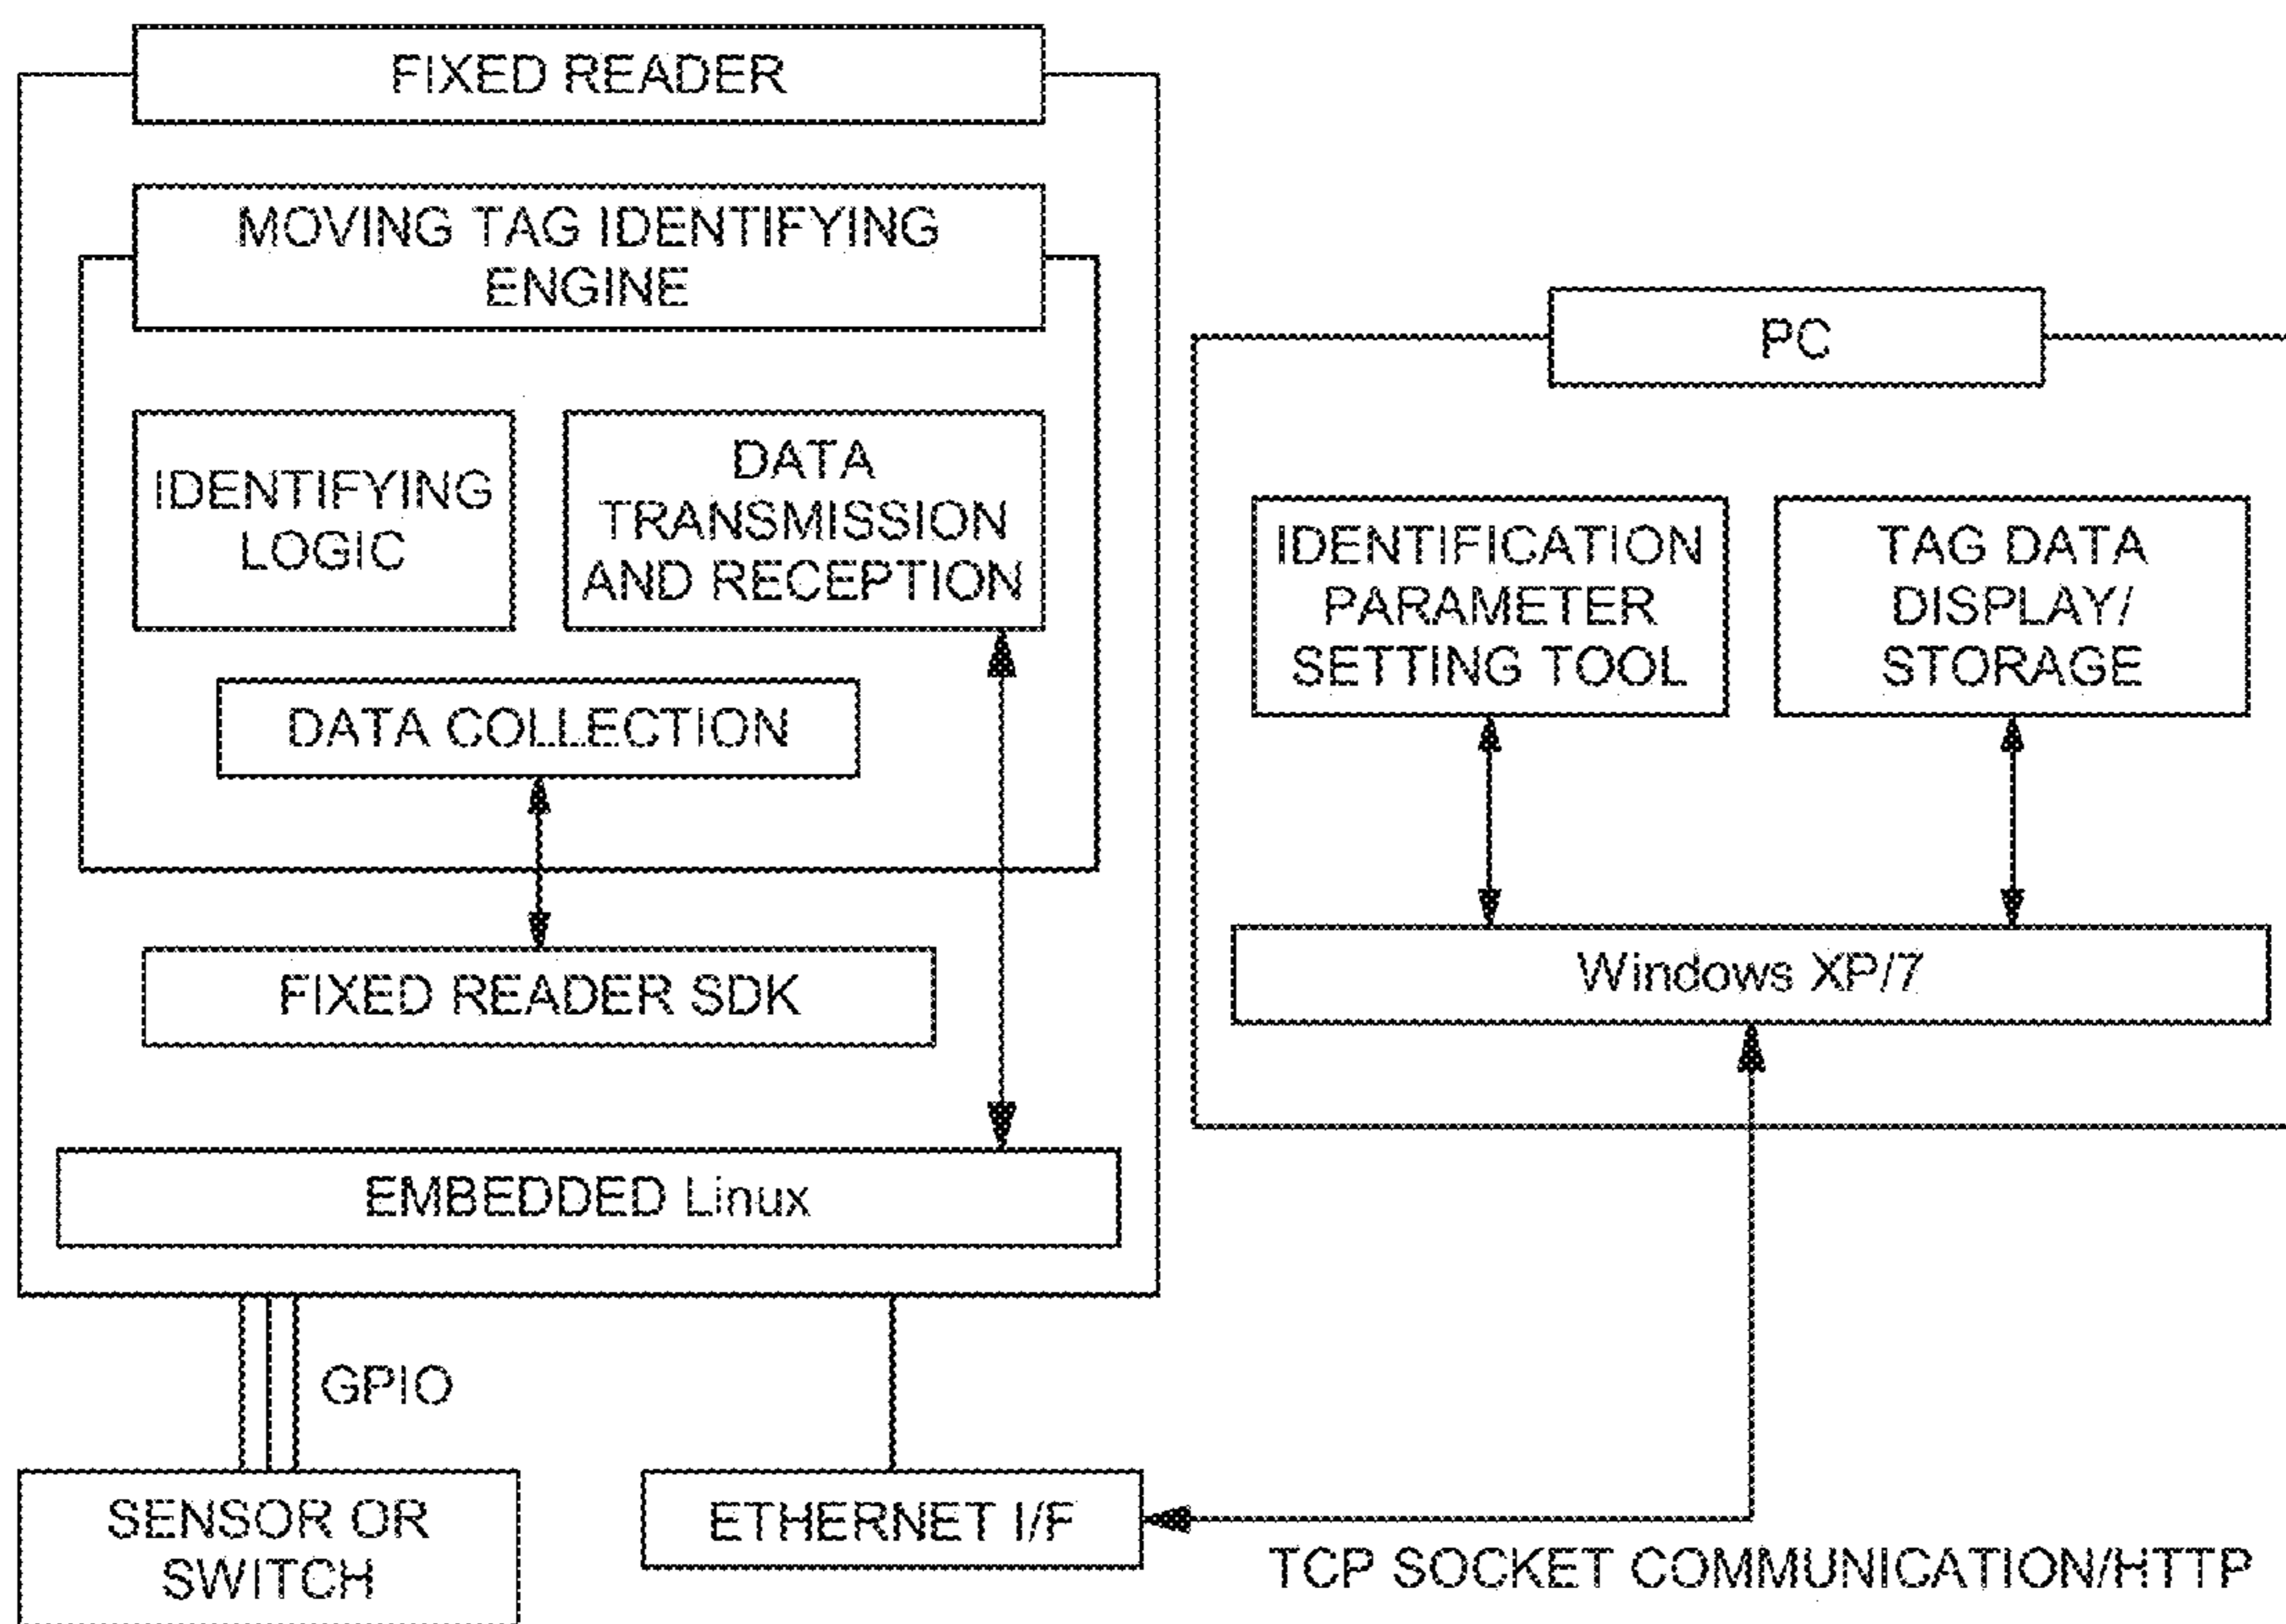 FIXED READER
MOVING TAG IDENTIFYING
ENGINE
IDENTIFYING
LOGIC
DATA
TRANSMISSION
AND RECEPTION
DATA COLLECTION
FIXED READER SDK
EMBEDDED Linux
GPIO
SENSOR OR
SWITCH
ETHERNET I/F
PC
IDENTIFICATION
PARAMETER
SETTING TOOL
TAG DATA
DISPLAY/
STORAGE
Windows XP/7
TCP SOCKET COMMUNICATION/HTTP